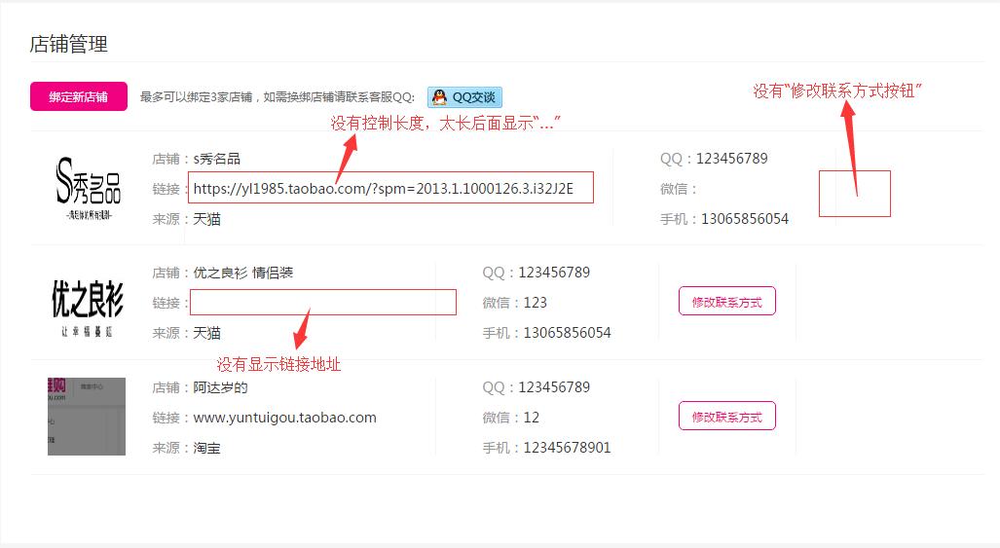 店铺管理
绑定新店铺 最多可以绑定3家店铺，如需换绑店铺请联系客服QQ: QQ交谈
没有“修改联系方式按钮”
没有控制长度，太长后面显示“...”
S秀名品
店铺：s秀名品
链接：https://yl1985.taobao.com/?spm=2013.1.1000126.3.i32J2E
来源：天猫
QQ：123456789
微信：
手机：13065856054
优之良衫
让幸福蔓延
店铺：优之良衫 情侣装
链接：
来源：天猫
QQ：123456789
微信：123
手机：13065856054
修改联系方式
没有显示链接地址
店铺：阿达岁的
链接：www.yuntuigou.taobao.com
来源：淘宝
QQ：123456789
微信：12
手机：12345678901
修改联系方式